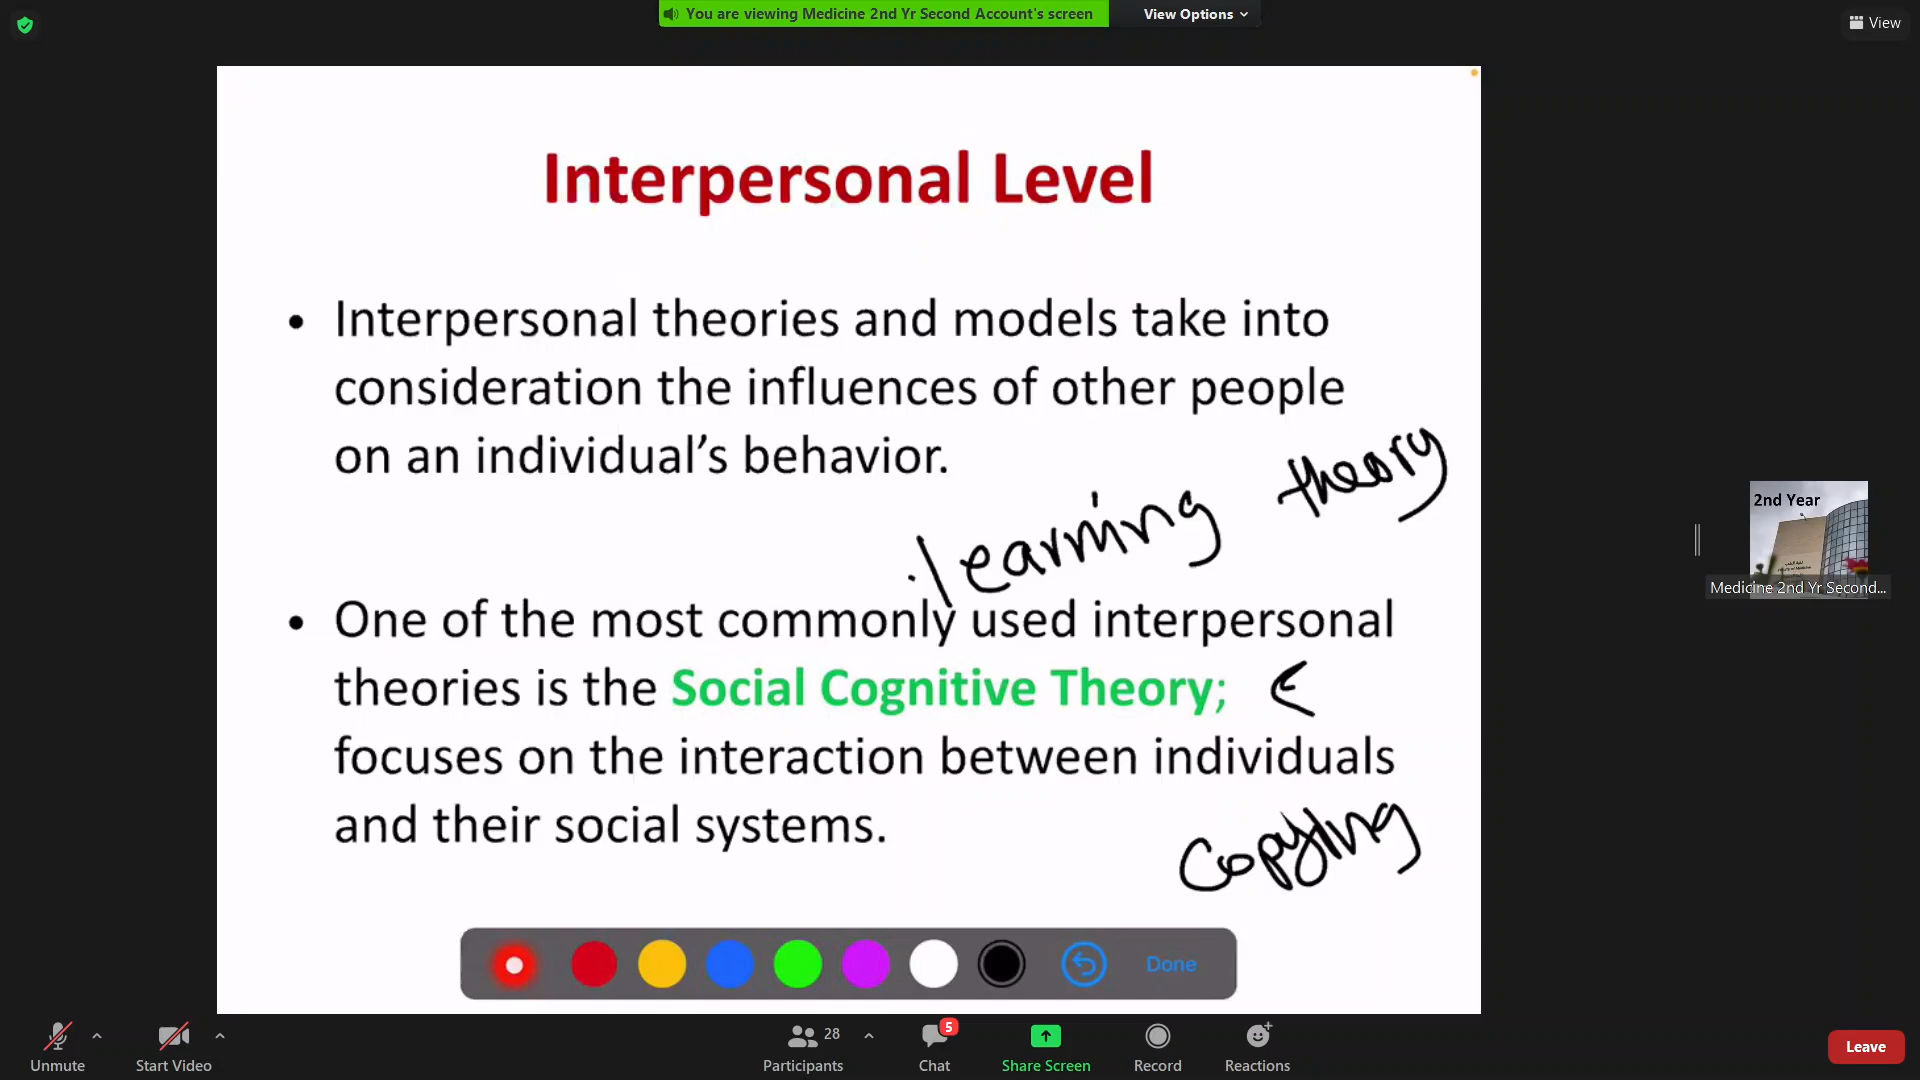 You are viewing Medicine 2nd Yr Second Account's screen
View Options
View
Interpersonal Level
• Interpersonal theories and models take into
consideration the influences of other people
on an individual’s behavior.
learning theory
• One of the most commonly used interpersonal
theories is the Social Cognitive Theory;
focuses on the interaction between individuals
and their social systems.
Copying
2nd Year
Medicine 2nd Yr Second...
Done
Unmute
Start Video
28
Participants
5
Chat
Share Screen
Record
Reactions
Leave